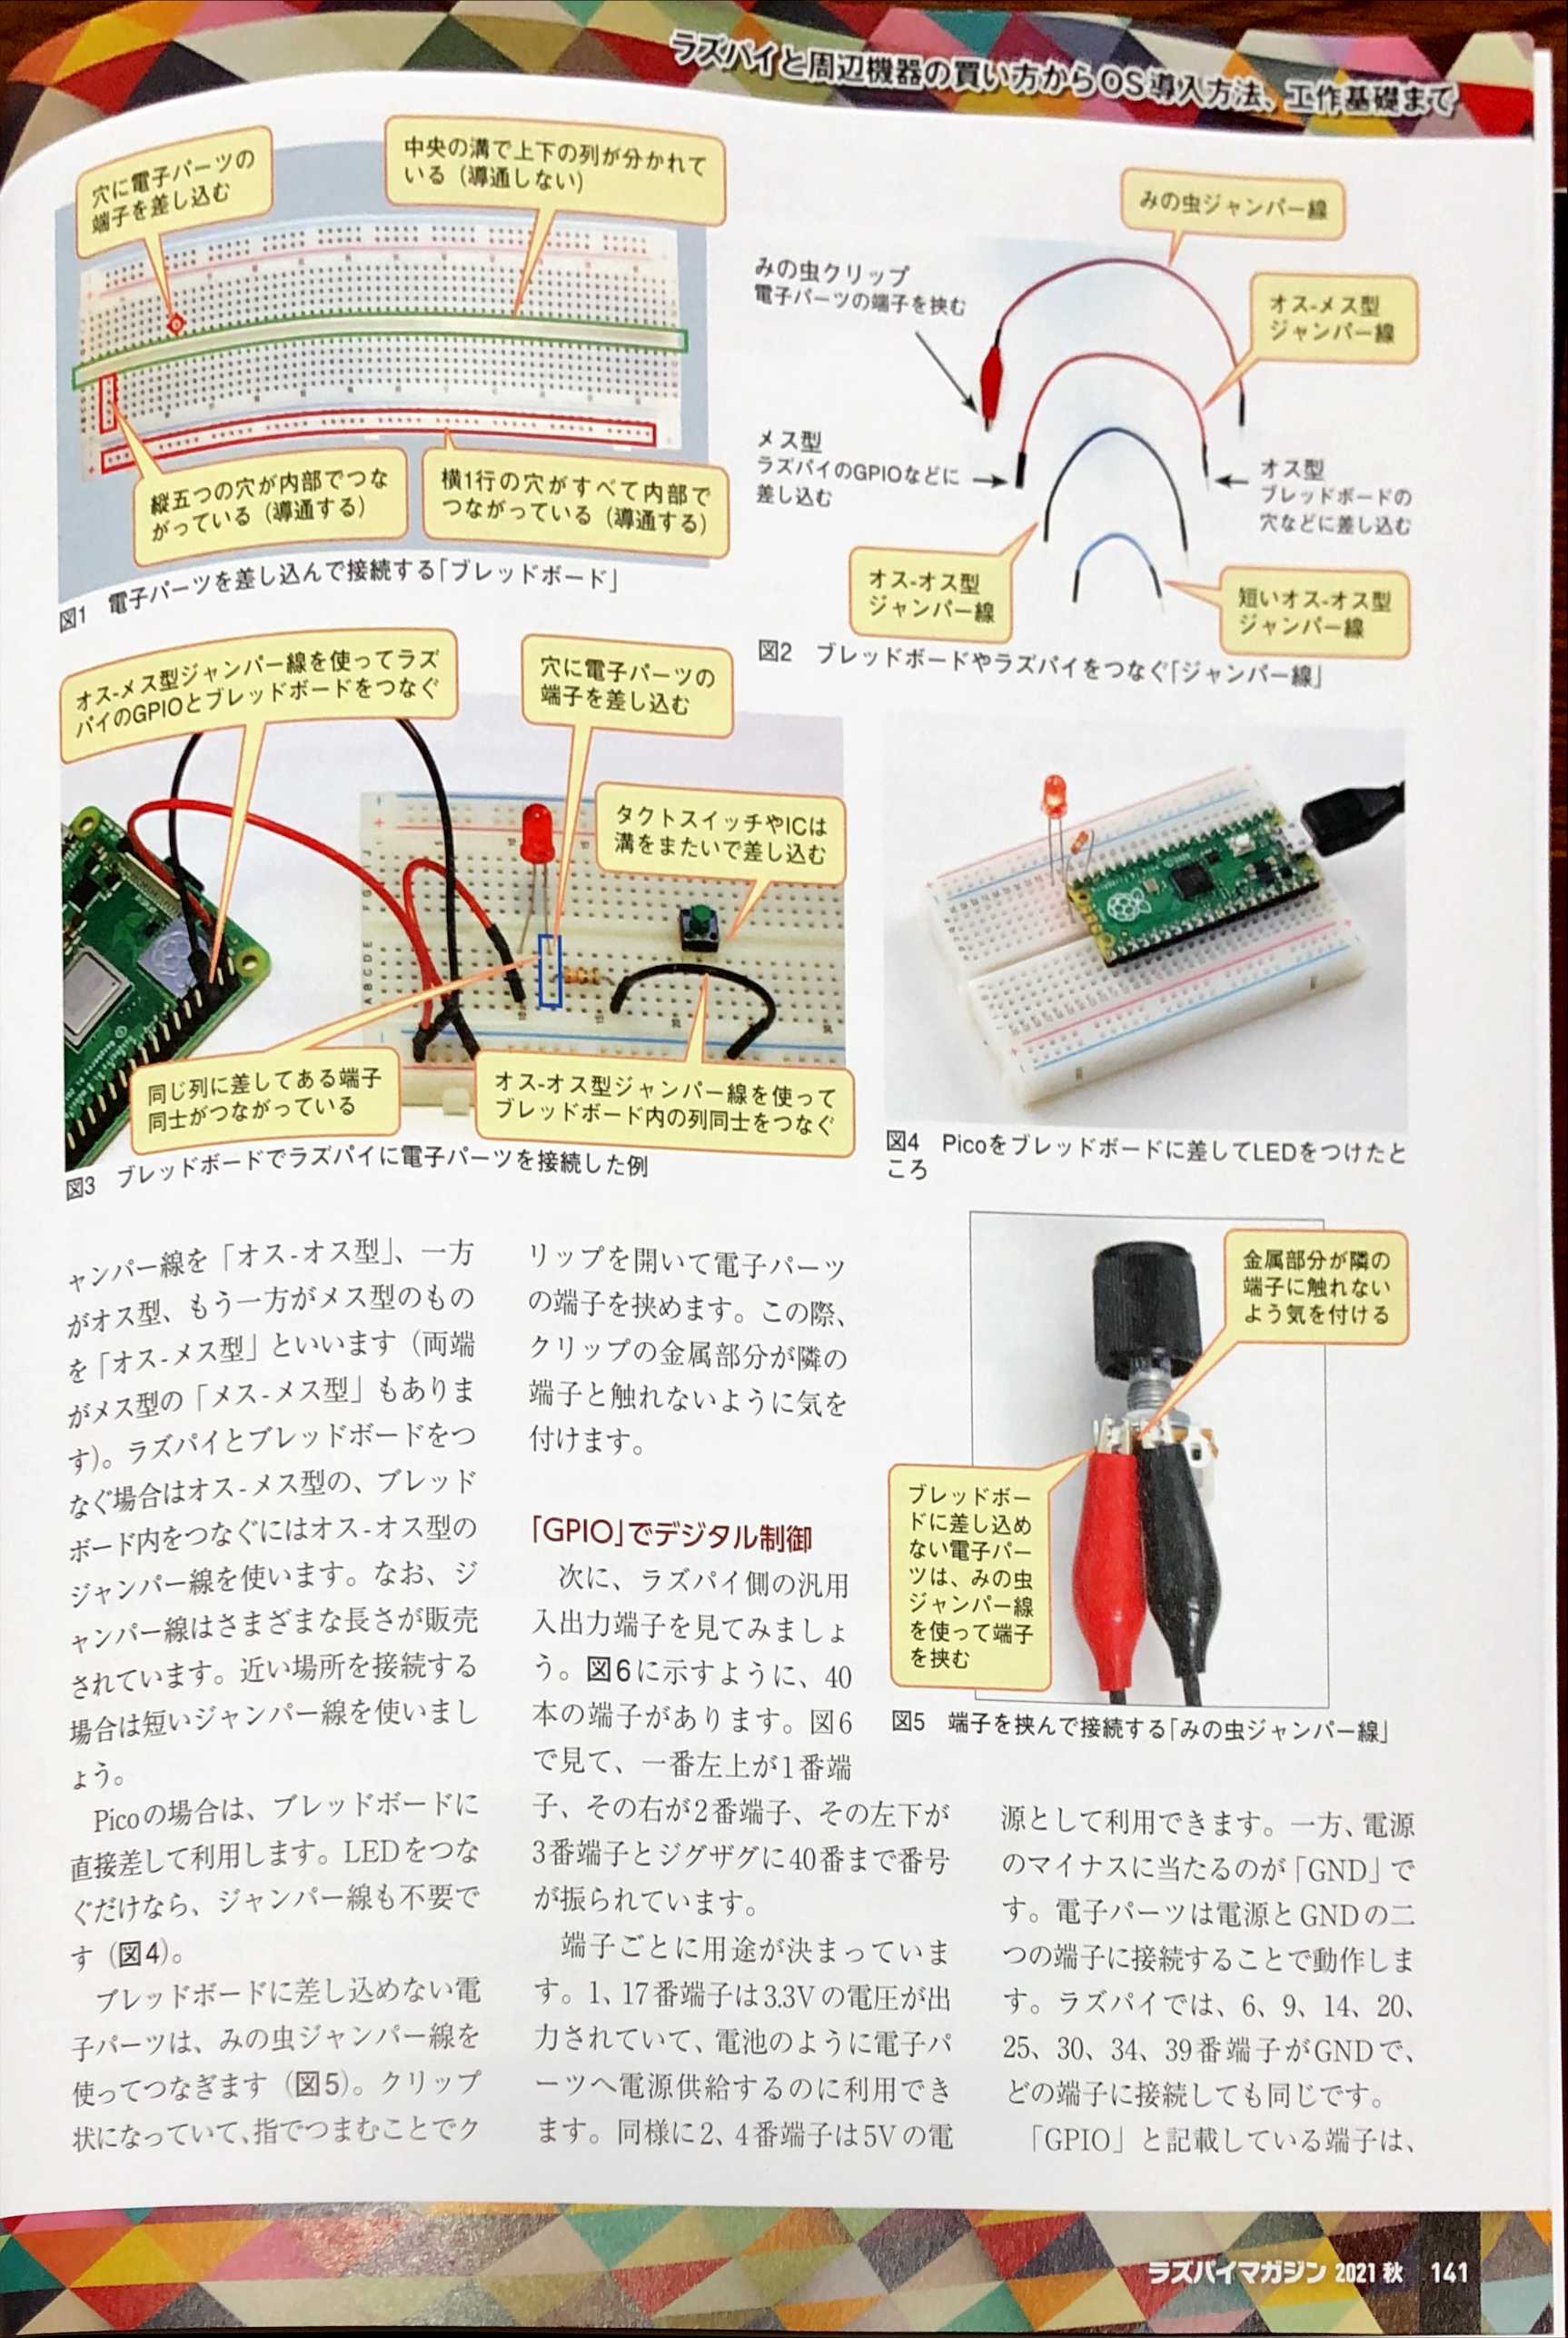 ラズパイと周辺機器の買い方からOS導入方法、工作基礎まで
穴に電子パーツの
端子を差し込む
中央の溝で上下の列が分かれて
いる（導通しない）
縦五つの穴が内部でつな
がっている（導通する）
横1行の穴がすべて内部で
つながっている（導通する）
図1　電子パーツを差し込んで接続する「ブレッドボード」
みの虫ジャンパー線
みの虫クリップ
電子パーツの端子を挟む
オス-メス型
ジャンパー線
メス型
ラズパイのGPIOなどに
差し込む
オス型
ブレッドボードの
穴などに差し込む
オス-オス型
ジャンパー線
短いオス-オス型
ジャンパー線
図2　ブレッドボードやラズパイをつなぐ「ジャンパー線」
オス-メス型ジャンパー線を使ってラズ
パイのGPIOとブレッドボードをつなぐ
穴に電子パーツの
端子を差し込む
タクトスイッチやICは
溝をまたいで差し込む
同じ列に差してある端子
同士がつながっている
オス-オス型ジャンパー線を使って
ブレッドボード内の列同士をつなぐ
図3　ブレッドボードでラズパイに電子パーツを接続した例
図4　Picoをブレッドボードに差してLEDをつけたと
ころ
ャンパー線を「オス-オス型」、一方
がオス型、もう一方がメス型のもの
を「オス-メス型」といいます（両端
がメス型の「メス-メス型」もありま
す）。ラズパイとブレッドボードをつ
なぐ場合はオス-メス型の、ブレッド
ボード内をつなぐにはオス-オス型の
ジャンパー線を使います。なお、ジ
ャンパー線はさまざまな長さが販売
されています。近い場所を接続する
場合は短いジャンパー線を使いまし
ょう。
Picoの場合は、ブレッドボードに
直接差して利用します。LEDをつな
ぐだけなら、ジャンパー線も不要で
す（図4）。
ブレッドボードに差し込めない電
子パーツは、みの虫ジャンパー線を
使ってつなぎます（図5）。クリップ
状になっていて、指でつまむことでク
リップを開いて電子パーツ
の端子を挟めます。この際、
クリップの金属部分が隣の
端子と触れないように気を
付けます。
「GPIO」でデジタル制御
次に、ラズパイ側の汎用
入出力端子を見てみましょ
う。図6に示すように、40
本の端子があります。図6
で見て、一番左上が1番端
子、その右が2番端子、その左下が
3番端子とジグザグに40番まで番号
が振られています。
端子ごとに用途が決まっていま
す。1、17番端子は3.3Vの電圧が出
力されていて、電池のように電子パ
ーツへ電源供給するのに利用でき
ます。同様に2、4番端子は5Vの電
金属部分が隣の
端子に触れない
よう気を付ける
ブレッドボー
ドに差し込め
ない電子パー
ツは、みの虫
ジャンパー線
を使って端子
を挟む
図5　端子を挟んで接続する「みの虫ジャンパー線」
源として利用できます。一方、電源
のマイナスに当たるのが「GND」で
す。電子パーツは電源とGNDの二
つの端子に接続することで動作しま
す。ラズパイでは、6、9、14、20、
25、30、34、39番端子がGNDで、
どの端子に接続しても同じです。
「GPIO」と記載している端子は、
ラズパイマガジン 2021 秋　141